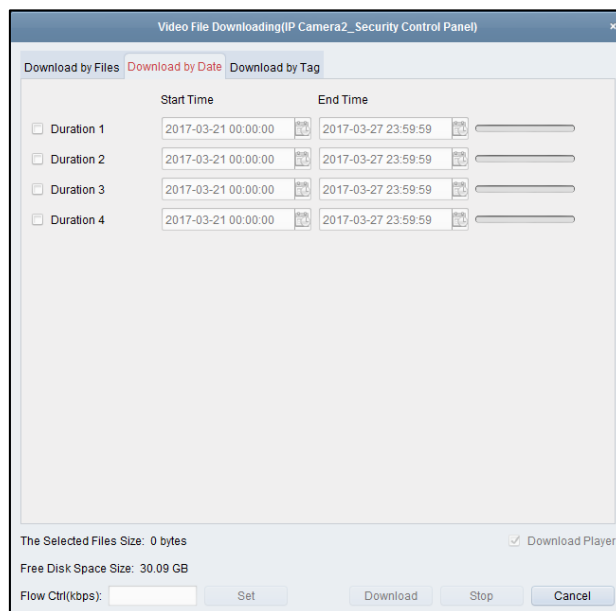 Video File Downloading(IP Camera2_Security Control Panel) ×
Download by Files Download by Date Download by Tag
Start Time End Time
Duration 1 2017-03-21 00:00:00 2017-03-27 23:59:59
Duration 2 2017-03-21 00:00:00 2017-03-27 23:59:59
Duration 3 2017-03-21 00:00:00 2017-03-27 23:59:59
Duration 4 2017-03-21 00:00:00 2017-03-27 23:59:59
The Selected Files Size: 0 bytes Download Player
Free Disk Space Size: 30.09 GB
Flow Ctrl(kbps): Set Download Stop Cancel